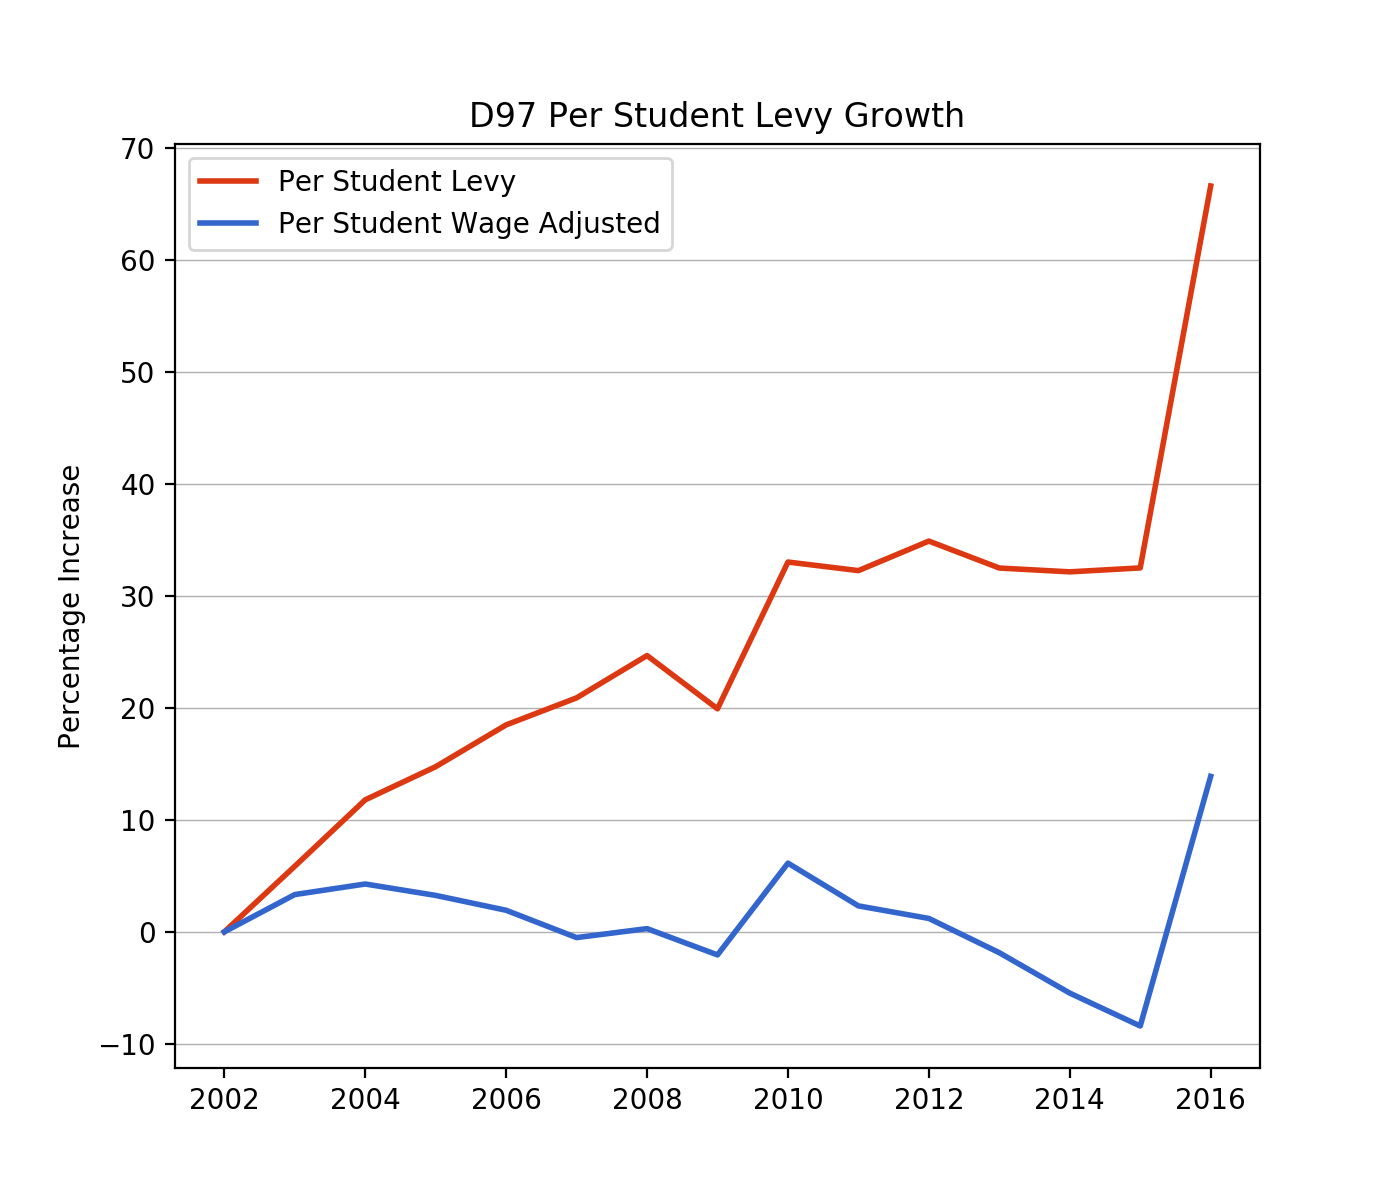 D97 Per Student Levy Growth
70
Per Student Levy
Per Student Wage Adjusted
60
50
40
30
20
10
0
−10
Percentage Increase
2002 2004 2006 2008 2010 2012 2014 2016